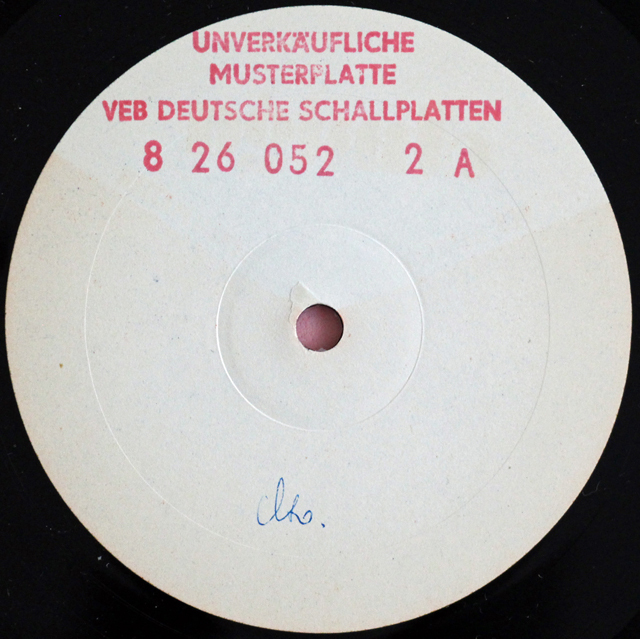 UNVERKÄUFLICHE
MUSTERPLATTE
VEB DEUTSCHE SCHALLPLATTEN
8 26 052 2 A